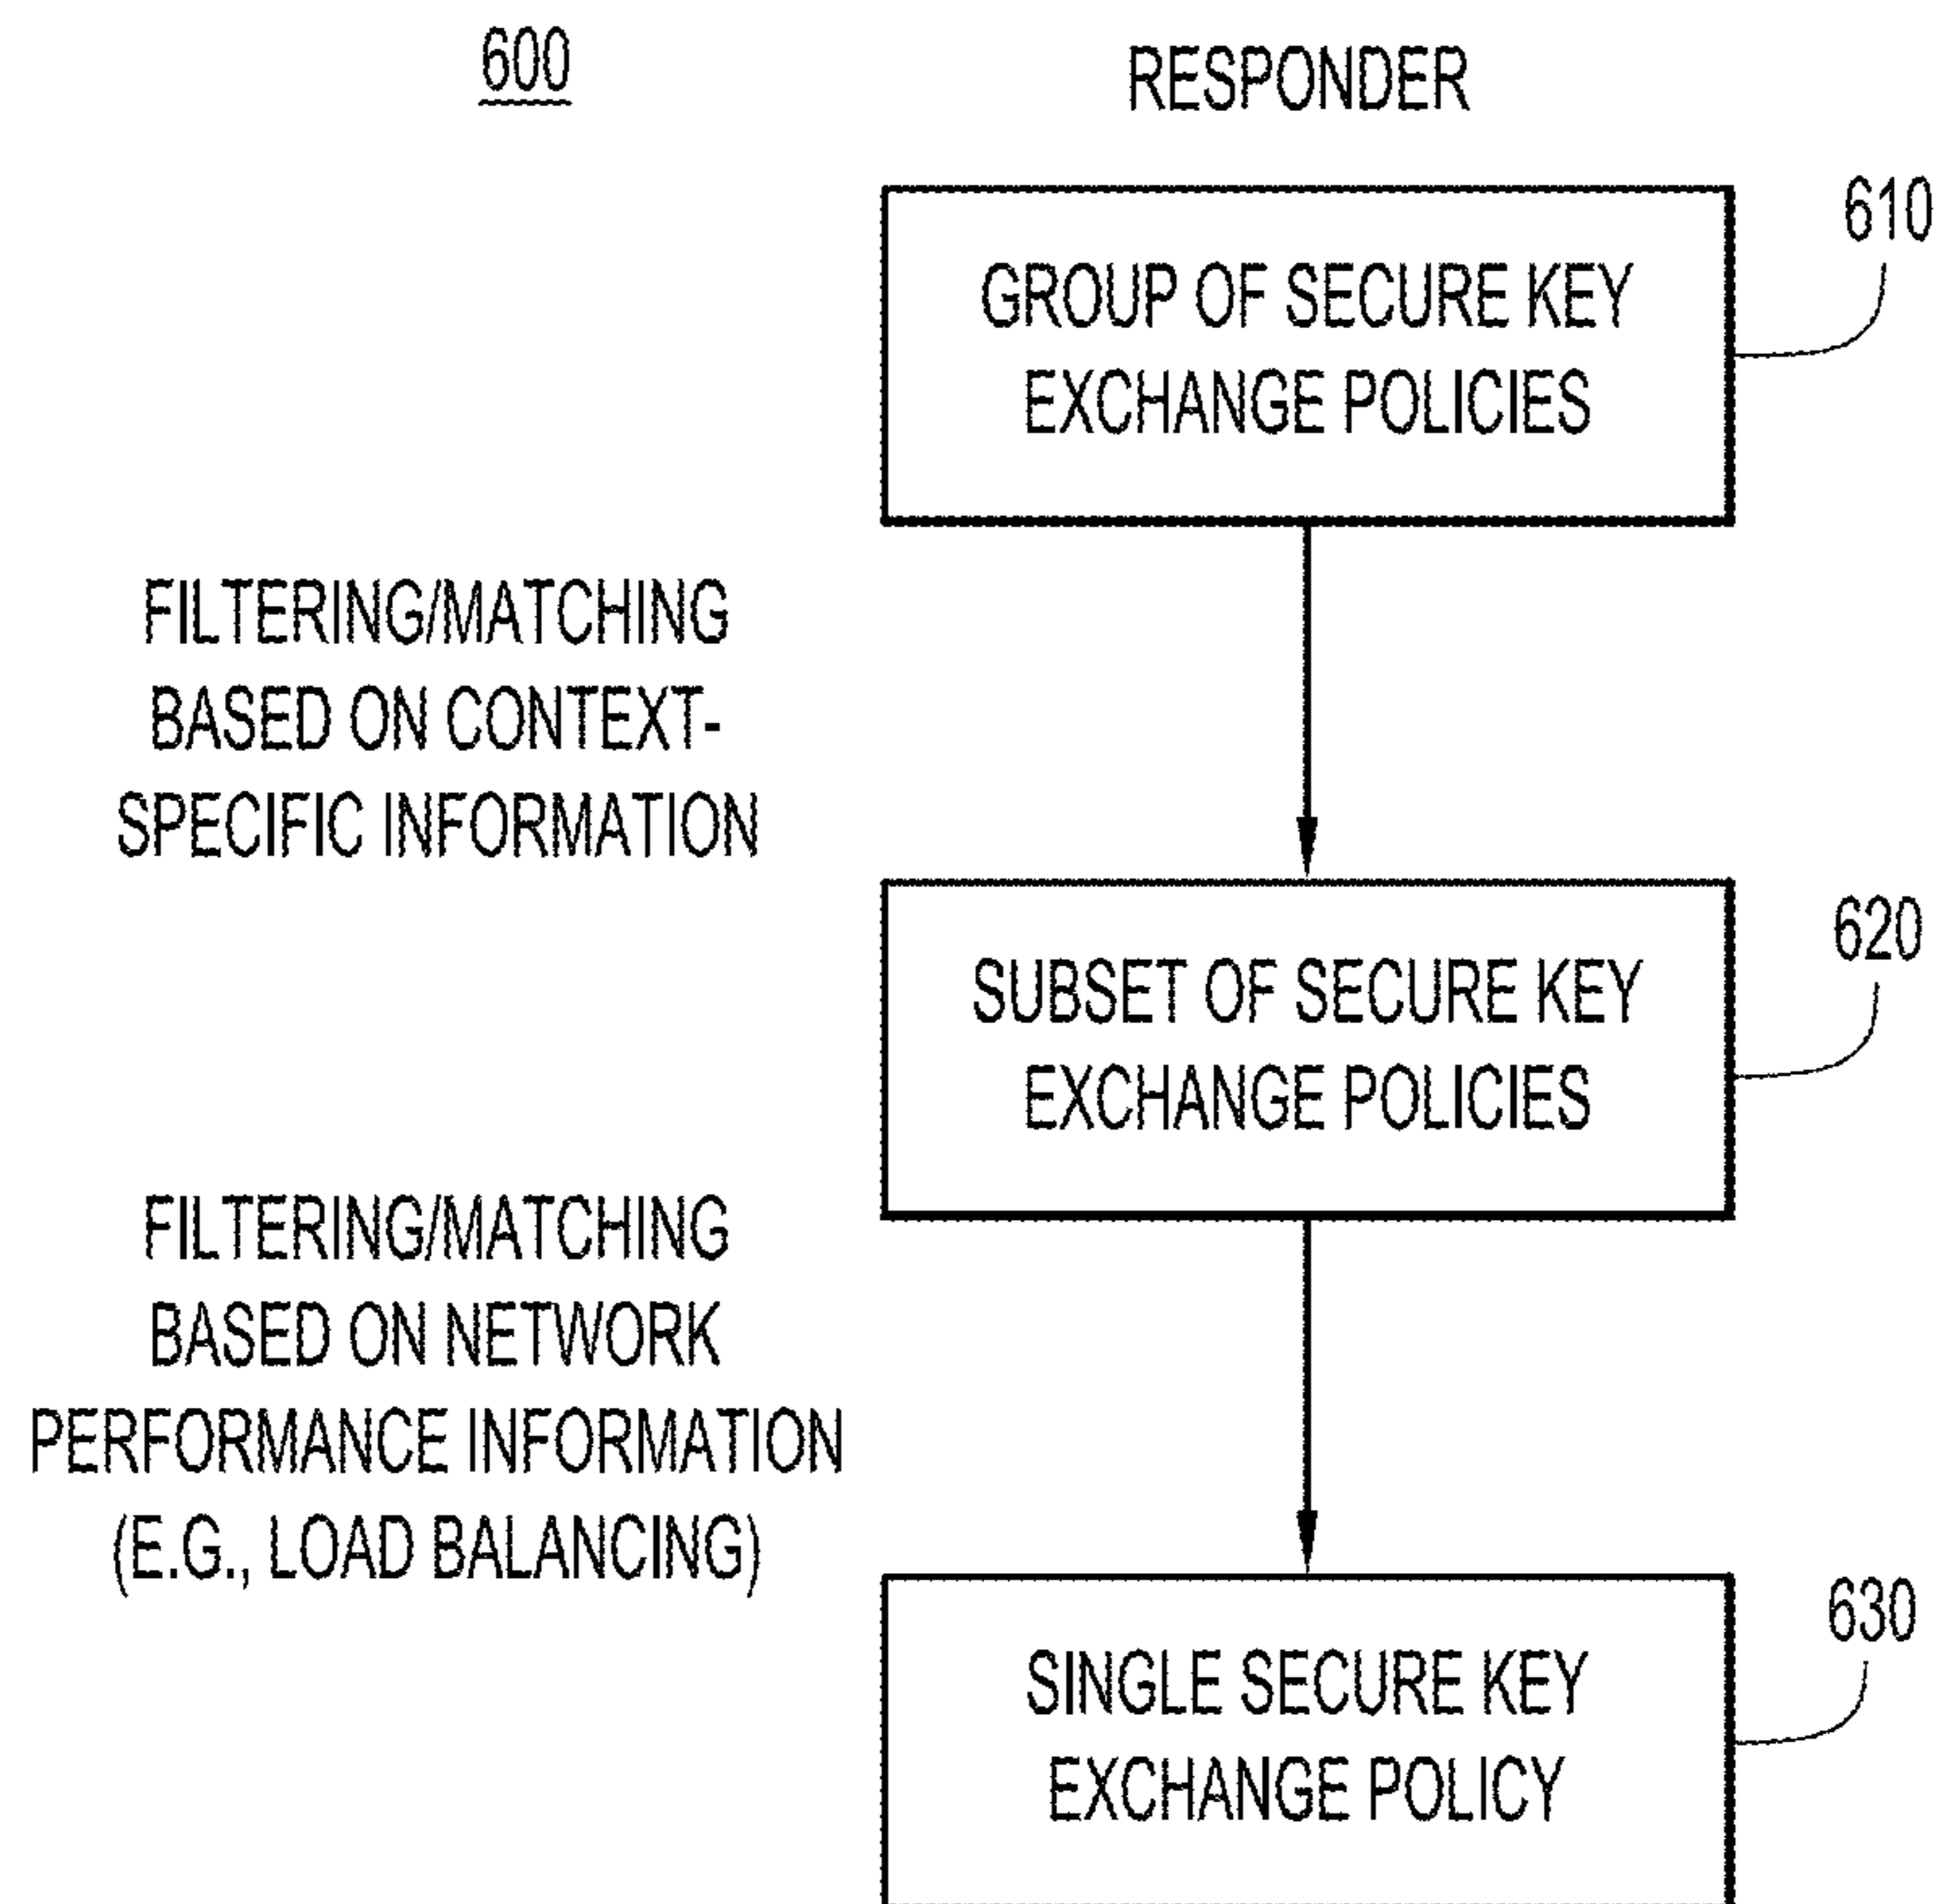 600
RESPONDER
610
GROUP OF SECURE KEY
EXCHANGE POLICIES
FILTERING/MATCHING
BASED ON CONTEXT-
SPECIFIC INFORMATION
620
SUBSET OF SECURE KEY
EXCHANGE POLICIES
FILTERING/MATCHING
BASED ON NETWORK
PERFORMANCE INFORMATION
(E.G., LOAD BALANCING)
630
SINGLE SECURE KEY
EXCHANGE POLICY